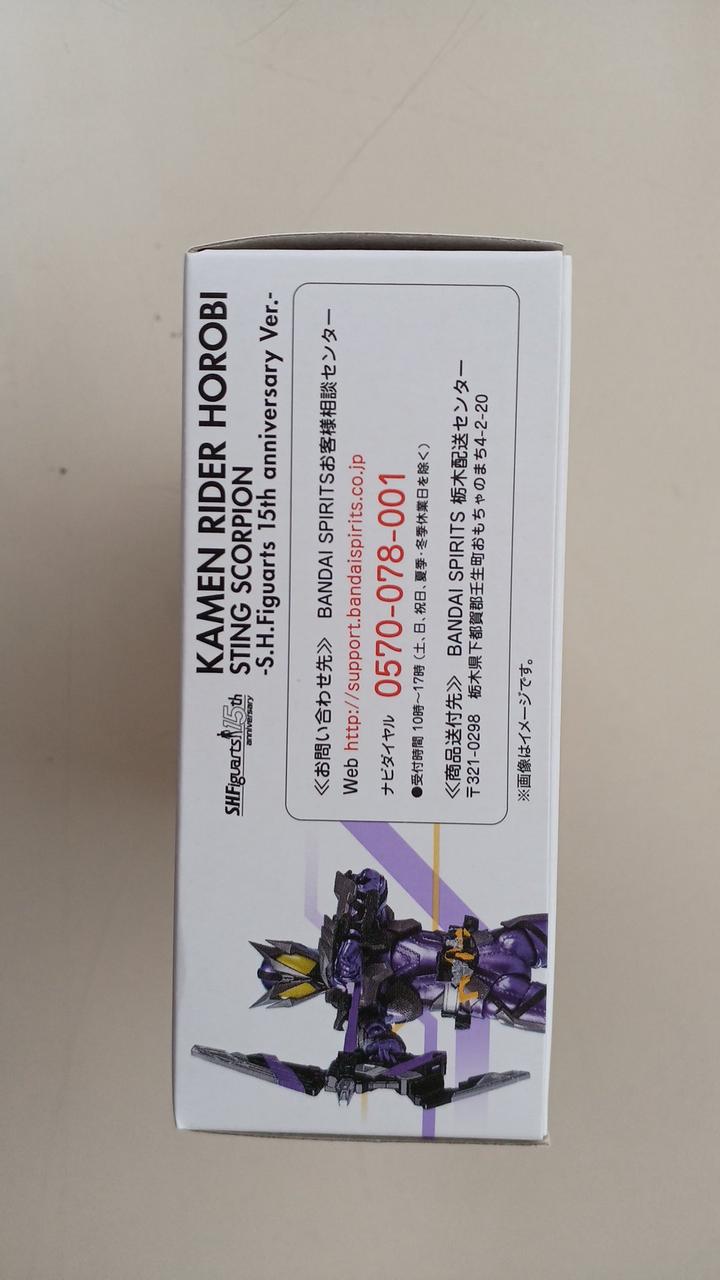 S.H.Figuarts 15th
anniversary
KAMEN RIDER HOROBI
STING SCORPION
-S.H.Figuarts 15th anniversary Ver.-
≪お問い合わせ先≫ BANDAI SPIRITSお客様相談センター
Web http://support.bandaispirits.co.jp
ナビダイヤル 0570-078-001
●受付時間 10時～17時（土、日、祝日、夏季・冬季休業日を除く）
≪商品送付先≫ BANDAI SPIRITS 栃木配送センター
〒321-0298 栃木県下都賀郡壬生町おもちゃのまち4-2-20
※画像はイメージです。